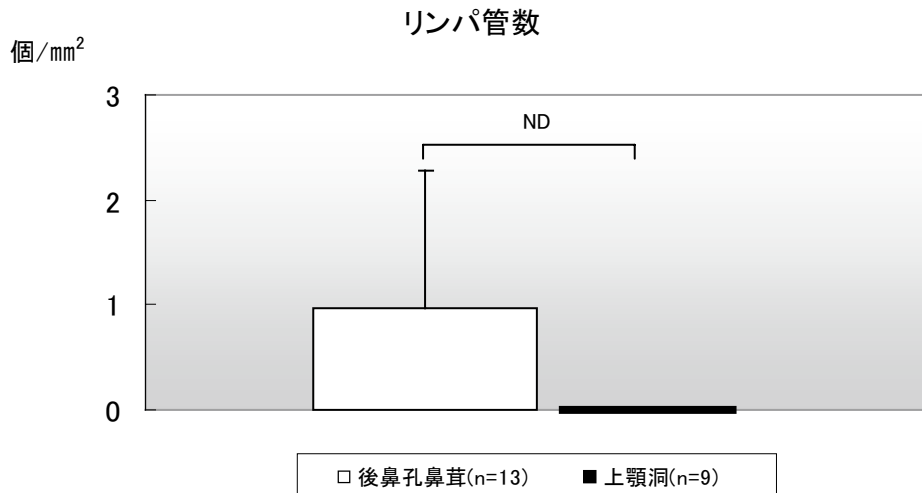 リンパ管数
個/mm²
3
ND
2
1
0
□ 後鼻孔鼻茸(n=13) ■ 上顎洞(n=9)